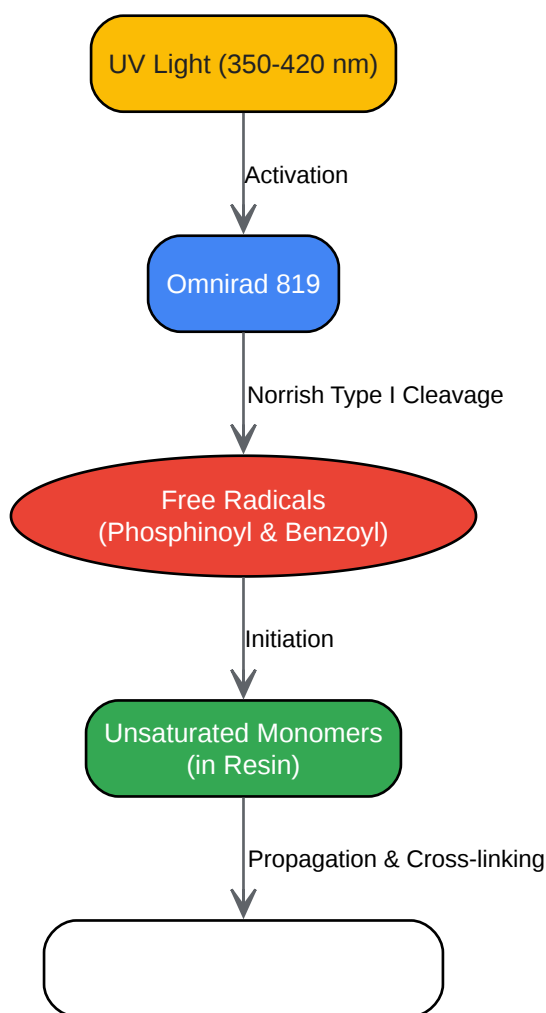 UV Light (350-420 nm)
Activation
Omnirad 819
Norrish Type I Cleavage
Free Radicals
(Phosphinoyl & Benzoyl)
Initiation
Unsaturated Monomers
(in Resin)
Propagation & Cross-linking